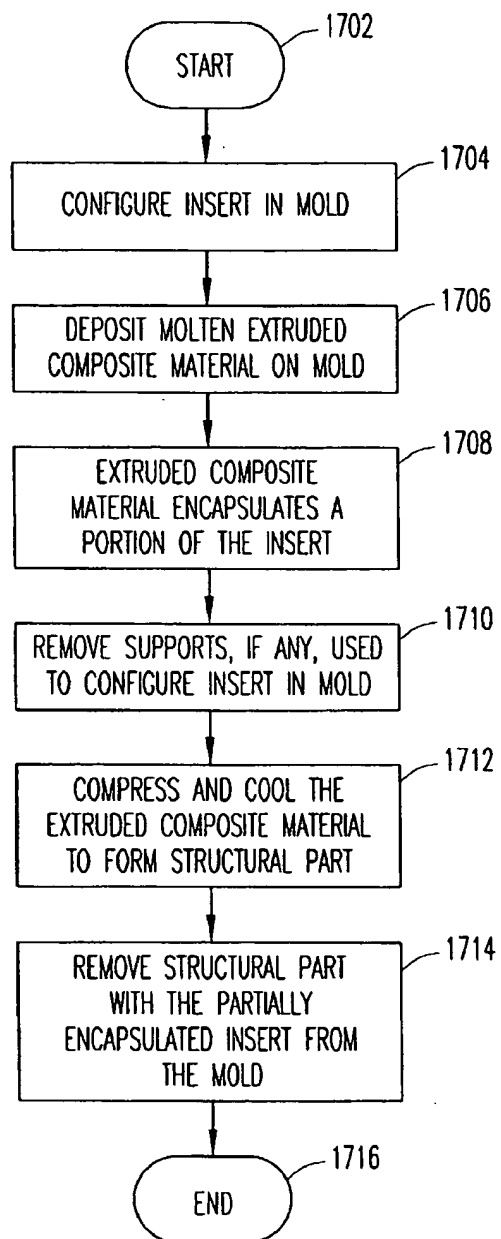 1702
START
1704
CONFIGURE INSERT IN MOLD
1706
DEPOSIT MOLTEN EXTRUDED
COMPOSITE MATERIAL ON MOLD
1708
EXTRUDED COMPOSITE
MATERIAL ENCAPSULATES A
PORTION OF THE INSERT
1710
REMOVE SUPPORTS, IF ANY, USED
TO CONFIGURE INSERT IN MOLD
1712
COMPRESS AND COOL THE
EXTRUDED COMPOSITE MATERIAL
TO FORM STRUCTURAL PART
1714
REMOVE STRUCTURAL PART
WITH THE PARTIALLY
ENCAPSULATED INSERT FROM
THE MOLD
1716
END